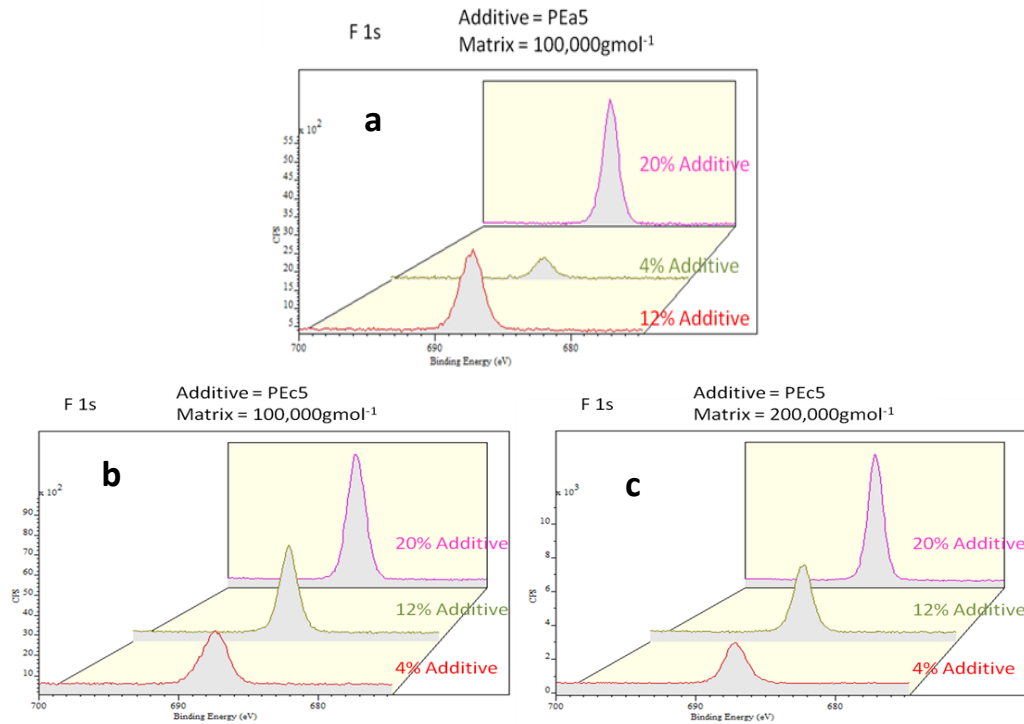 F 1s
Additive = PEa5
Matrix = 100,000gmol⁻¹
a
x 10²
55
50
45
40
35
30
25
20
15
10
5
CPS
20% Additive
4% Additive
12% Additive
700
690
680
Binding Energy (eV)
F 1s
Additive = PEc5
Matrix = 100,000gmol⁻¹
b
x 10²
90
80
70
60
50
40
30
20
10
CPS
20% Additive
12% Additive
4% Additive
700
690
680
Binding Energy (eV)
F 1s
Additive = PEc5
Matrix = 200,000gmol⁻¹
c
x 10³
10
8
6
4
2
0
CPS
20% Additive
12% Additive
4% Additive
700
690
680
Binding Energy (eV)